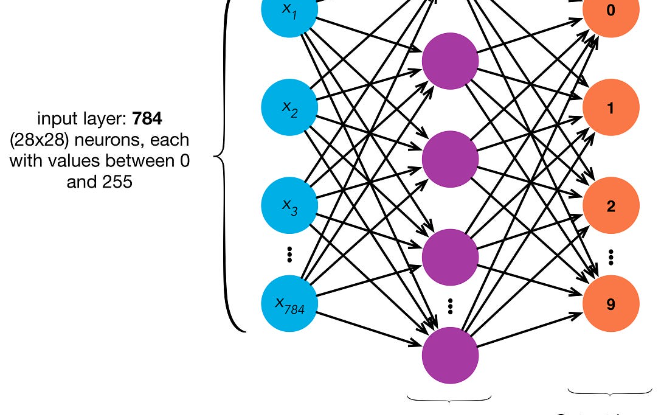 x1
0
x2
1
input layer: 784
(28x28) neurons, each
with values between 0
and 255
x3
2
x784
9